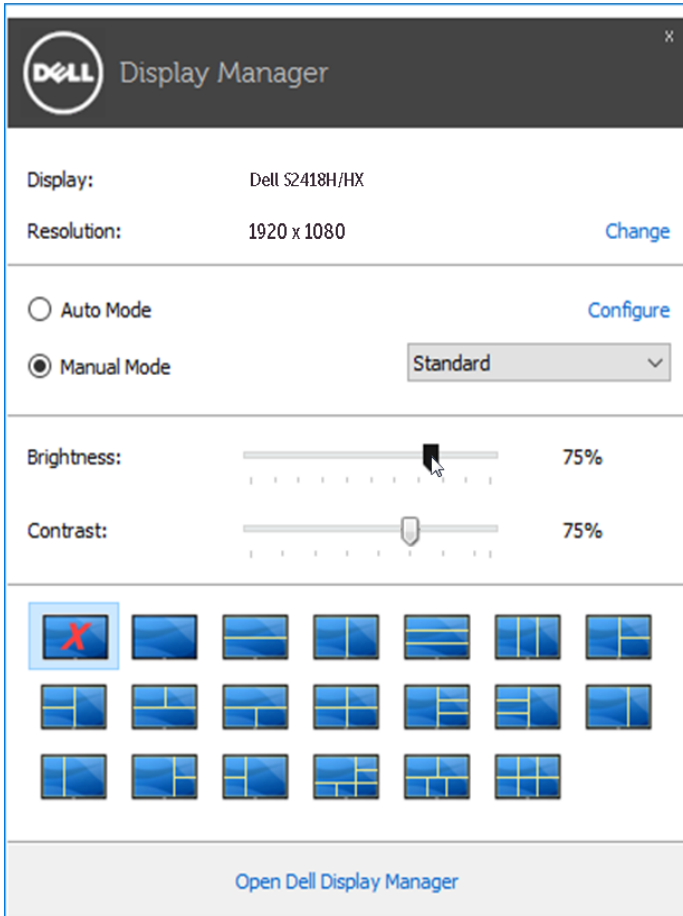 DELL Display Manager x
Display: Dell S2418H/HX
Resolution: 1920 x 1080 Change
Auto Mode Configure
Manual Mode Standard
Brightness: 75%
Contrast: 75%
X
Open Dell Display Manager